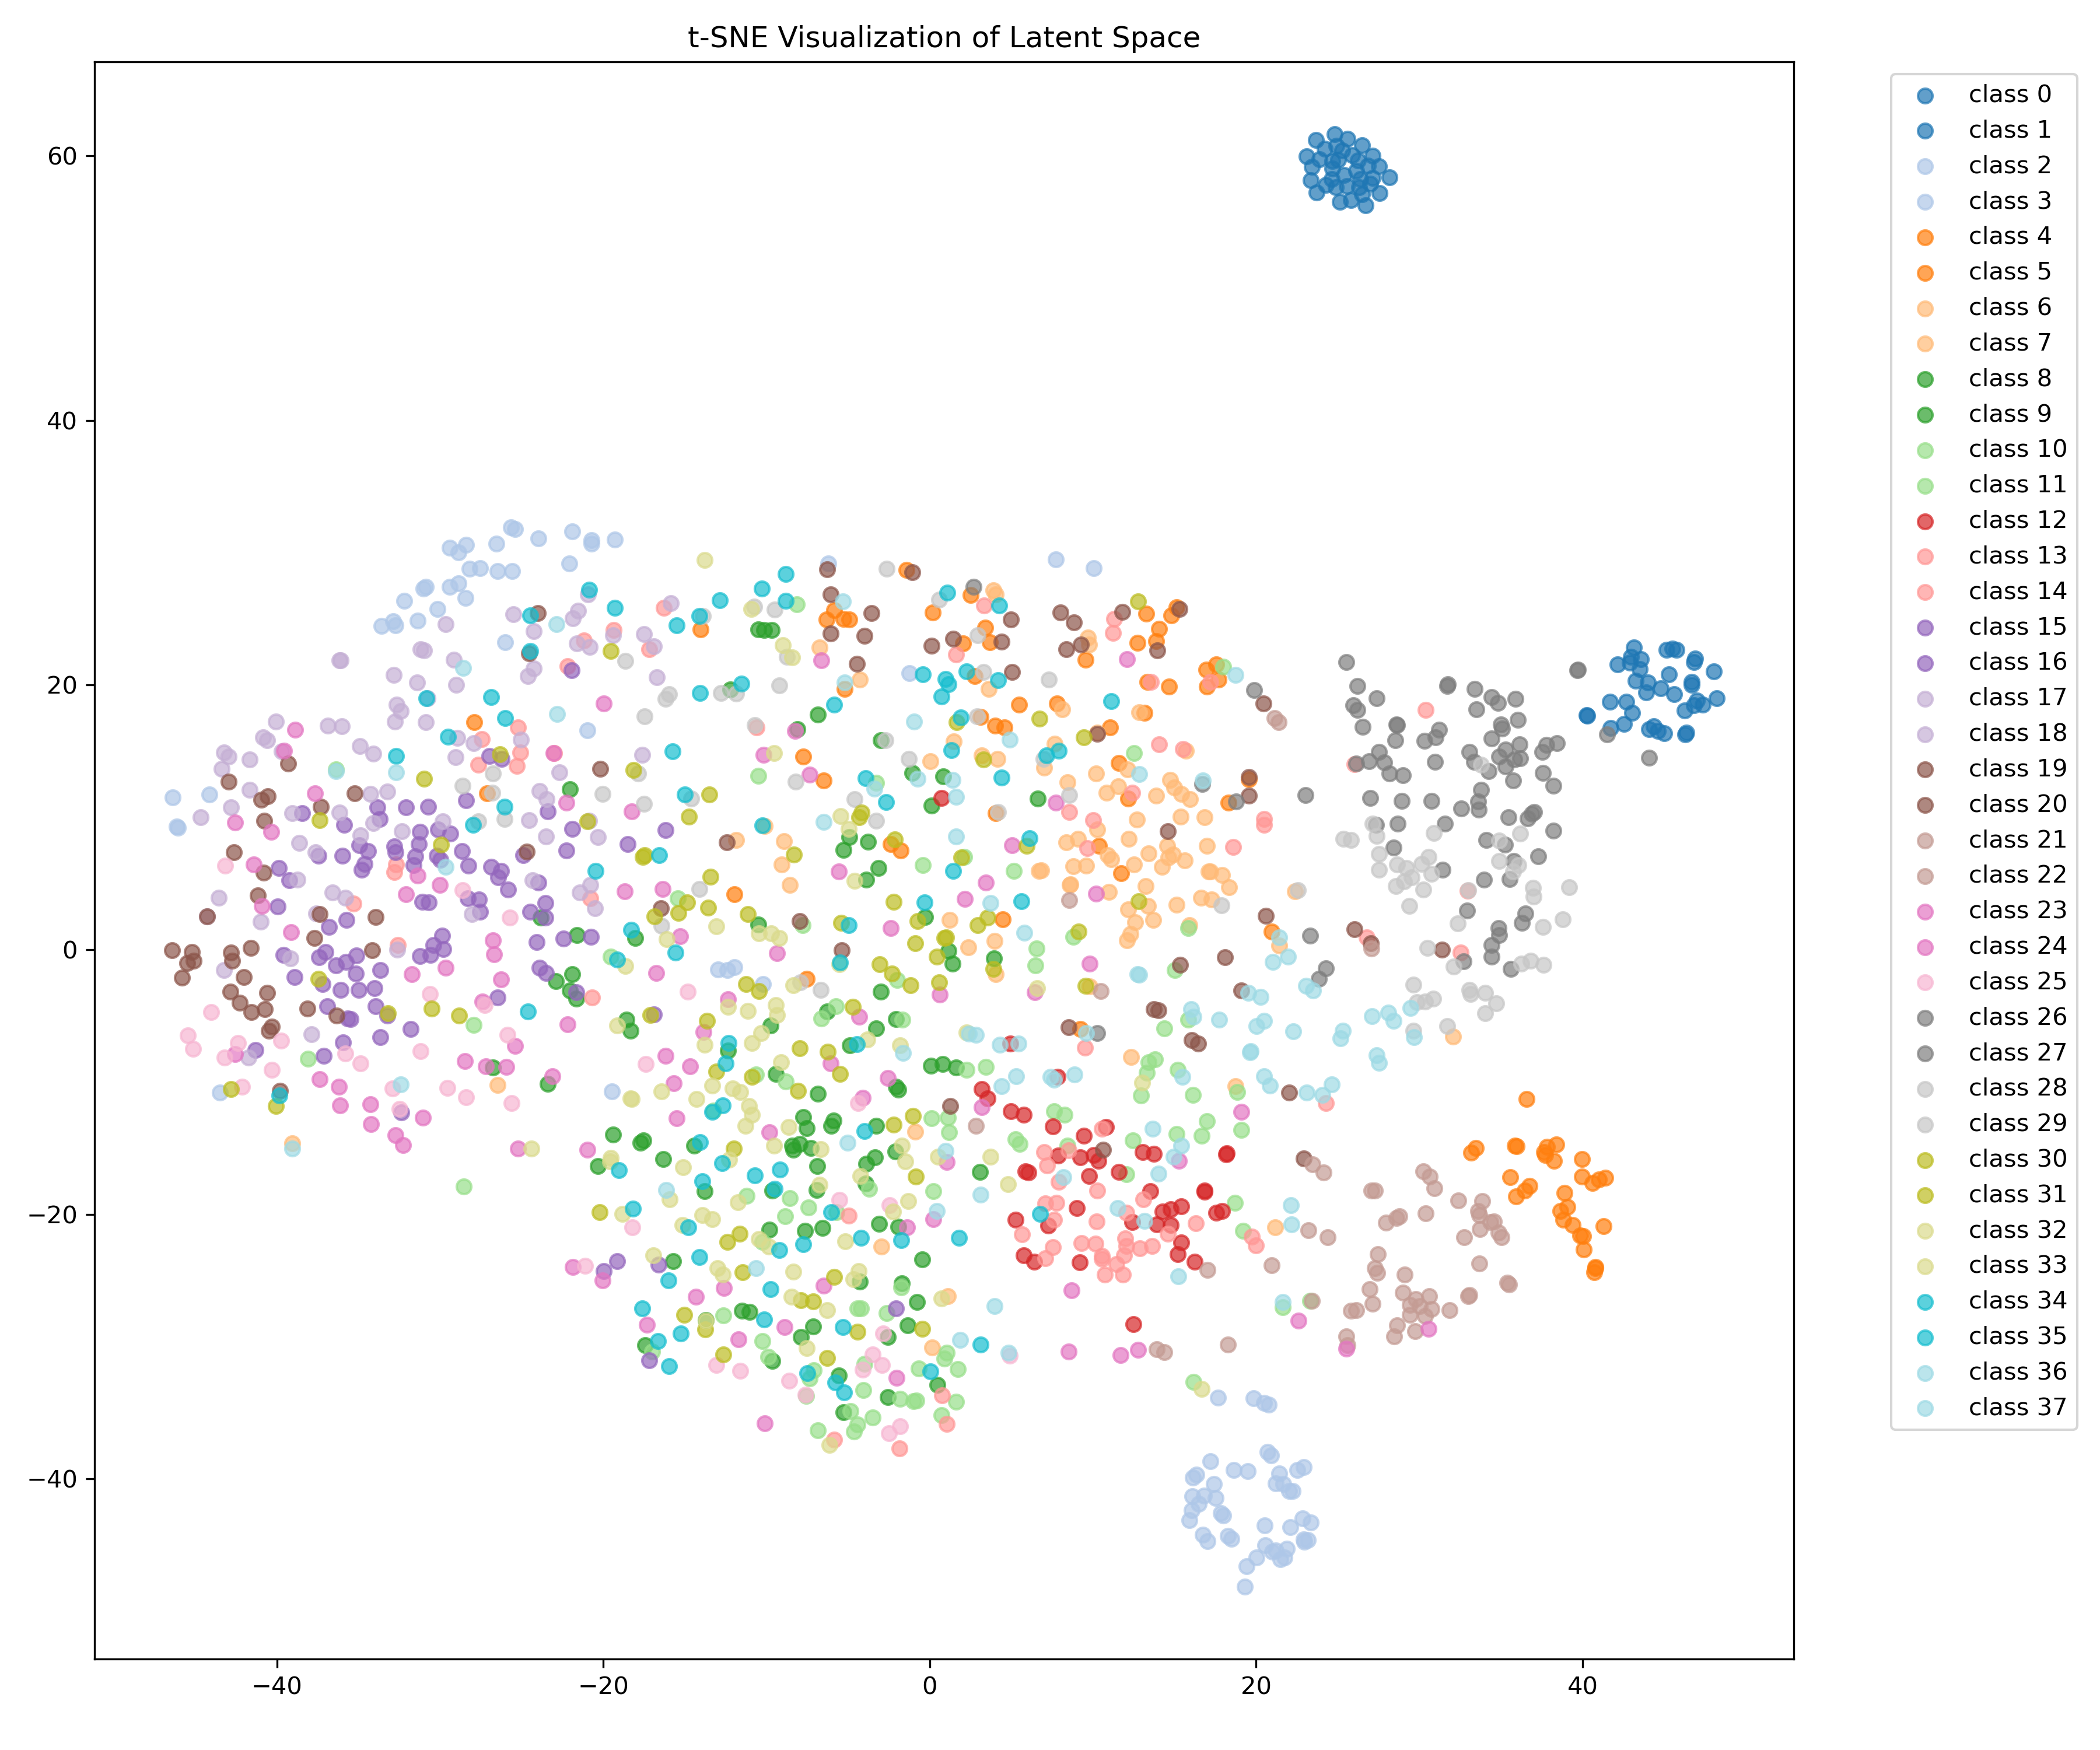 t-SNE Visualization of Latent Space
60
40
20
0
−20
−40
−40
−20
0
20
40
class 0
class 1
class 2
class 3
class 4
class 5
class 6
class 7
class 8
class 9
class 10
class 11
class 12
class 13
class 14
class 15
class 16
class 17
class 18
class 19
class 20
class 21
class 22
class 23
class 24
class 25
class 26
class 27
class 28
class 29
class 30
class 31
class 32
class 33
class 34
class 35
class 36
class 37